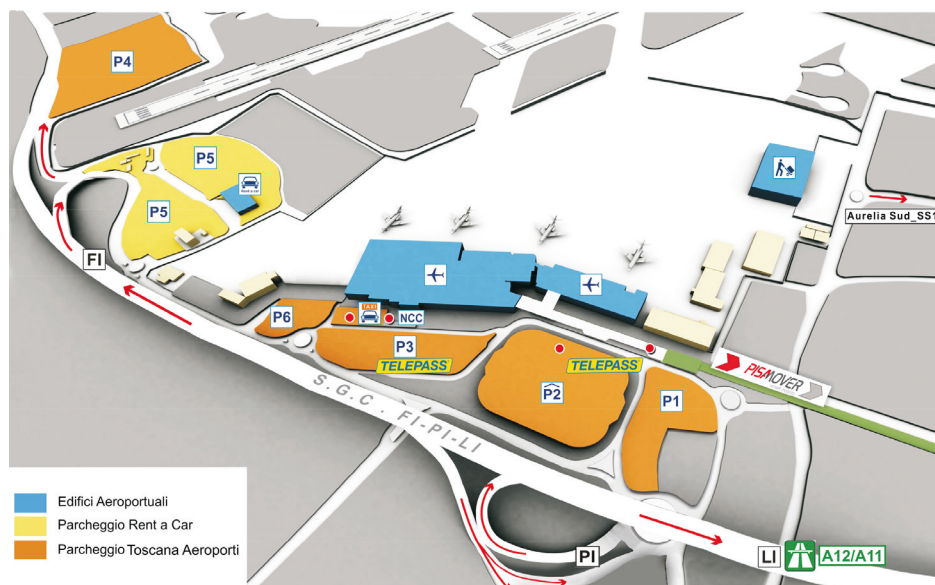 P4
P5
Rent a car
P5
Aurelia Sud_SS1
FI
TAXI
P6
NCC
P3
TELEPASS
TELEPASS
PISAMOVER
P2
P1
S.G.C. FI-PI-LI
Edifici Aeroportuali
Parcheggio Rent a Car
Parcheggio Toscana Aeroporti
PI
LI
A12/A11